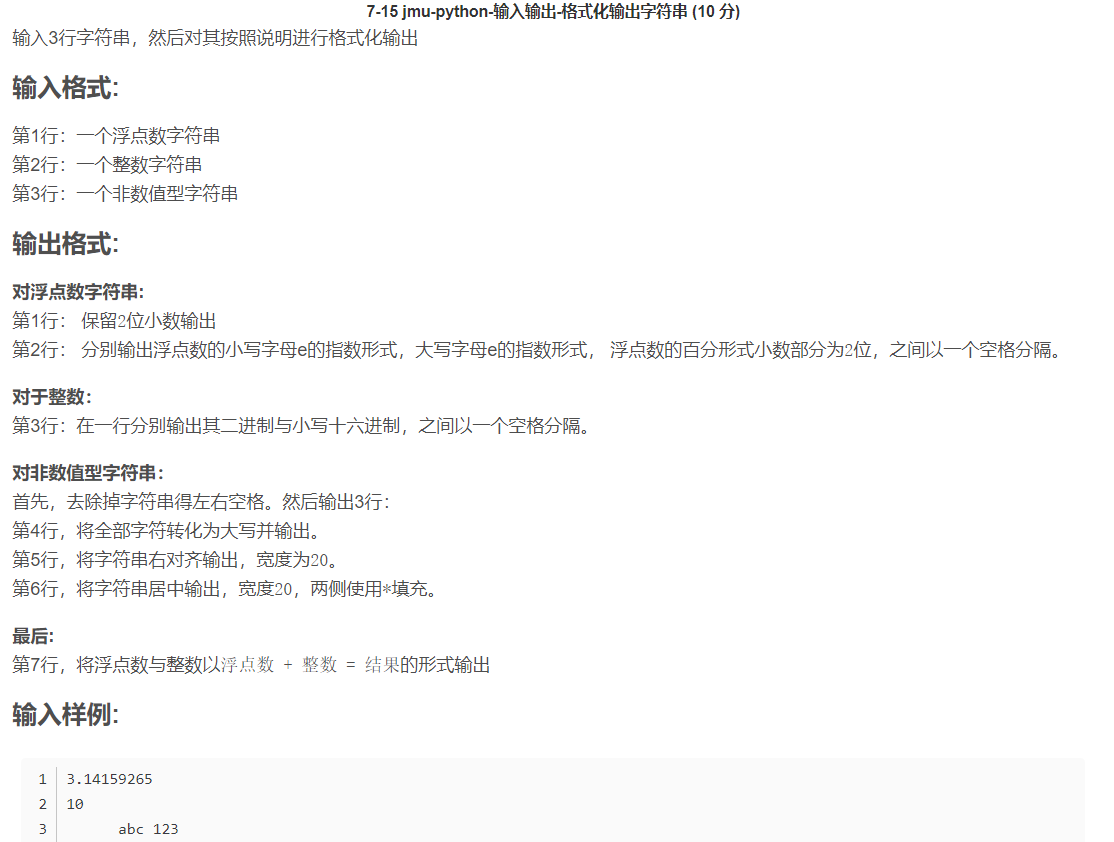 7-15 jmu-python-输入输出-格式化输出字符串 (10 分)
输入3行字符串，然后对其按照说明进行格式化输出
输入格式:
第1行：一个浮点数字符串
第2行：一个整数字符串
第3行：一个非数值型字符串
输出格式:
对浮点数字符串:
第1行： 保留2位小数输出
第2行： 分别输出浮点数的小写字母e的指数形式，大写字母e的指数形式， 浮点数的百分形式小数部分为2位，之间以一个空格分隔。
对于整数：
第3行：在一行分别输出其二进制与小写十六进制，之间以一个空格分隔。
对非数值型字符串：
首先，去除掉字符串得左右空格。然后输出3行：
第4行，将全部字符转化为大写并输出。
第5行，将字符串右对齐输出，宽度为20。
第6行，将字符串居中输出，宽度20，两侧使用*填充。
最后:
第7行，将浮点数与整数以浮点数 + 整数 = 结果的形式输出
输入样例:
1 3.14159265
2 10
3       abc 123